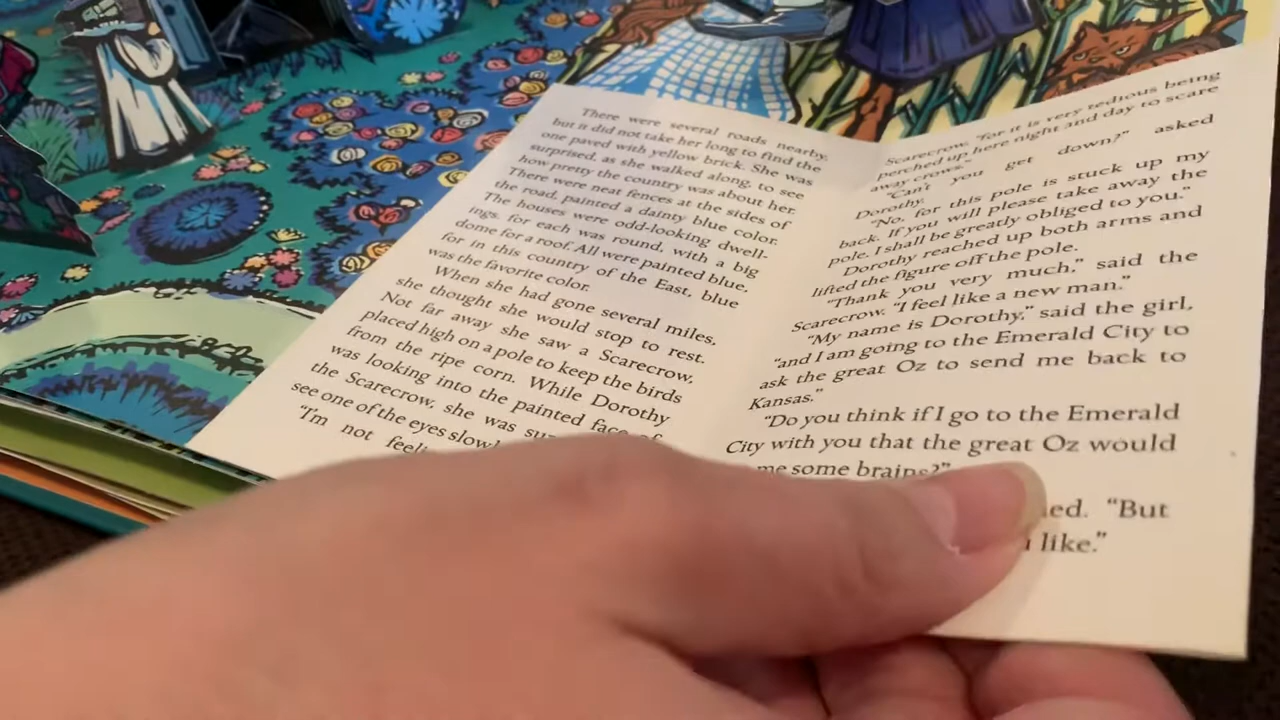 There were several roads nearby,
but it did not take her long to find the
one paved with yellow brick. She was
surprised, as she walked along, to see
how pretty the country was about her.
There were neat fences at the sides of
the road, painted a dainty blue color.
The houses were odd-looking dwell-
ings, for each was round, with a big
dome for a roof. All were painted blue,
for in this country of the East, blue
was the favorite color.
When she had gone several miles,
she thought she would stop to rest.
Not far away she saw a Scarecrow,
placed high on a pole to keep the birds
from the ripe corn. While Dorothy
was looking into the painted face of
the Scarecrow, she was
see one of the eyes
"I'm not
Scarecrow, "for it is very tedious being
perched up here night and day to scare
away crows."
"Can't you get down?" asked
Dorothy.
"No, for this pole is stuck up my
back. If you will please take away the
pole, I shall be greatly obliged to you."
Dorothy reached up both arms and
lifted the figure off the pole.
"Thank you very much," said the
Scarecrow. "I feel like a new man."
"My name is Dorothy," said the girl,
"and I am going to the Emerald City to
ask the great Oz to send me back to
Kansas."
"Do you think if I go to the Emerald
City with you that the great Oz would
me some brains?"
"But
like."